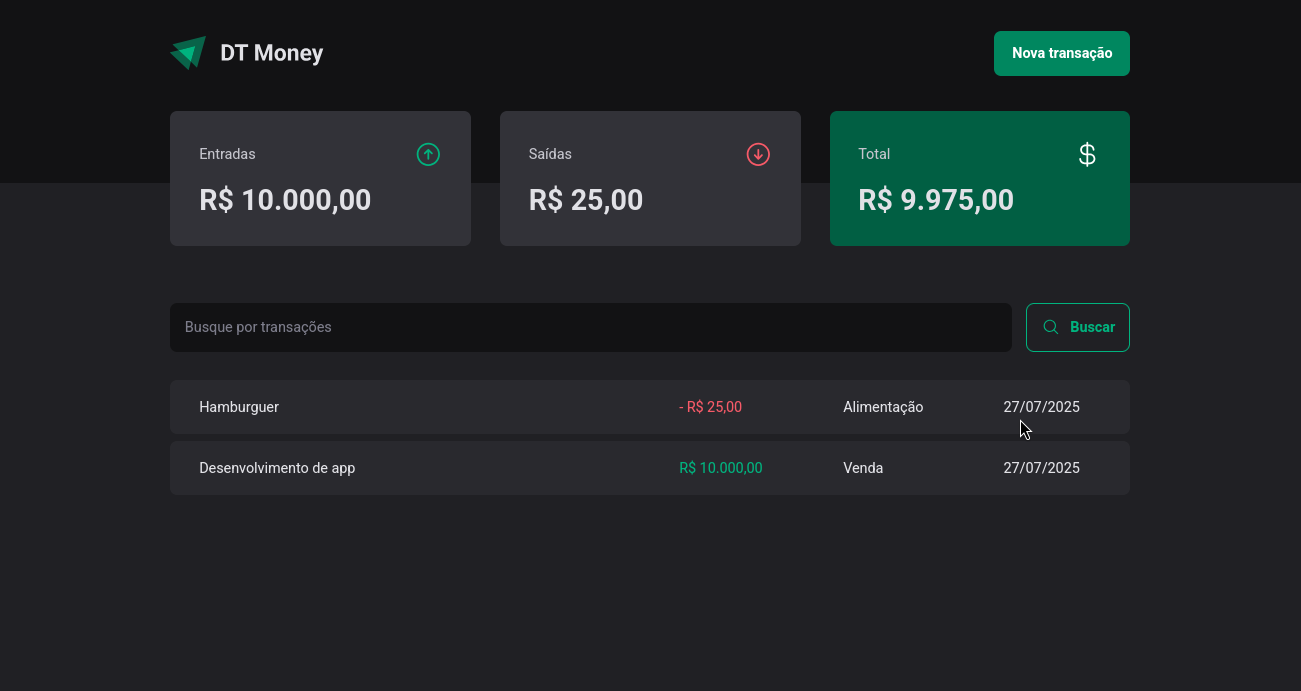 DT Money
Nova transação
Entradas
R$ 10.000,00
Saídas
R$ 25,00
Total
$
R$ 9.975,00
Busque por transações
Buscar
Hamburguer - R$ 25,00 Alimentação 27/07/2025
Desenvolvimento de app R$ 10.000,00 Venda 27/07/2025